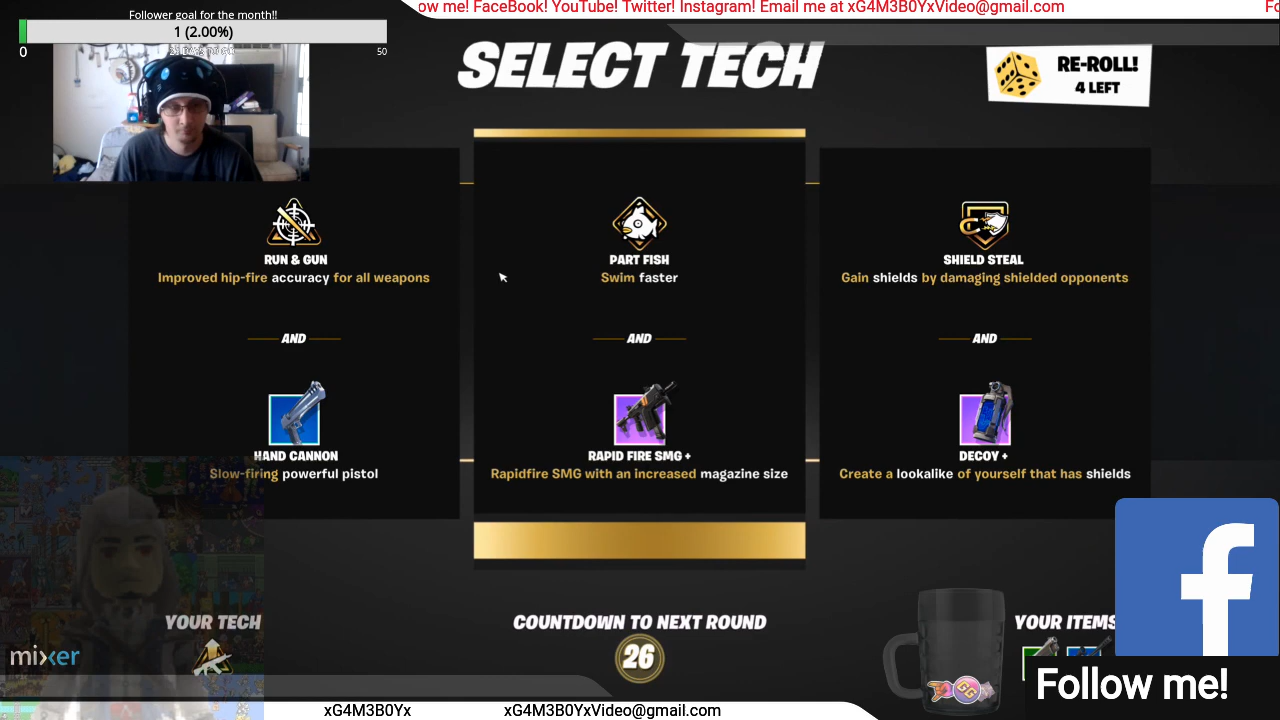 ow me! FaceBook! YouTube! Twitter! Instagram! Email me at xG4M3B0YxVideo@gmail.com
Fo
Follower goal for the month!!
1 (2.00%)
0
50
SELECT TECH
RE-ROLL!
4 LEFT
RUN & GUN
Improved hip-fire accuracy for all weapons
AND
HAND CANNON
Slow-firing powerful pistol
PART FISH
Swim faster
AND
RAPID FIRE SMG +
Rapidfire SMG with an increased magazine size
SHIELD STEAL
Gain shields by damaging shielded opponents
AND
DECOY +
Create a lookalike of yourself that has shields
YOUR TECH
COUNTDOWN TO NEXT ROUND
26
YOUR ITEMS
mixer
GG
f
Follow me!
xG4M3B0Yx
xG4M3B0YxVideo@gmail.com